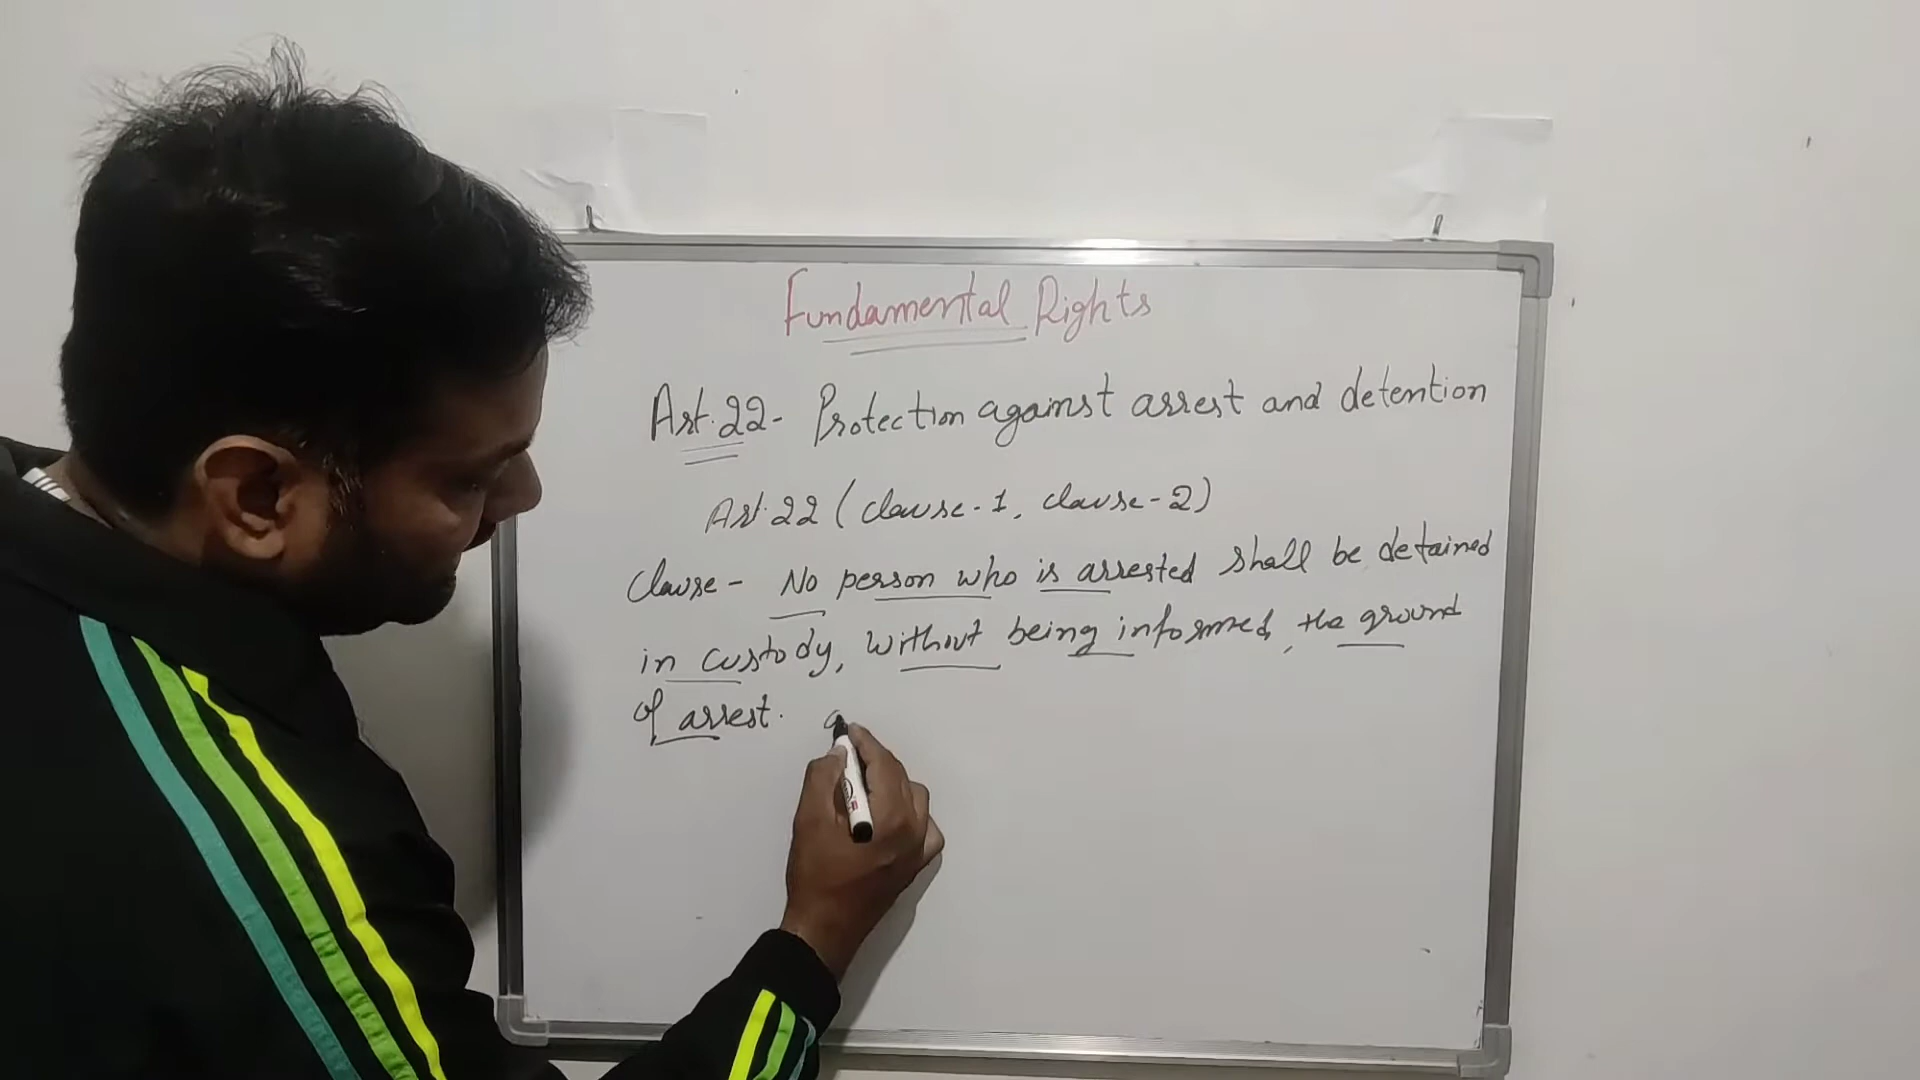 Fundamental Rights
Art.22- Protection against arrest and detention
Art.22 (clause-1, clause-2)
Clause- No person who is arrested shall be detained
in custody, without being informed, the ground
of arrest. a